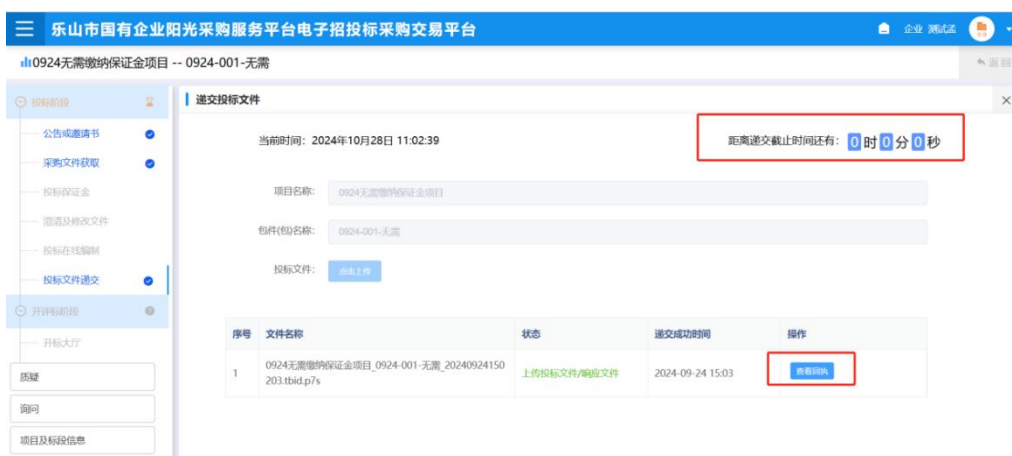 乐山市国有企业阳光采购服务平台电子招投标采购交易平台
企业 测试孟
0924无需缴纳保证金项目 -- 0924-001-无需
返回
投标阶段
递交投标文件
公告或邀请书
当前时间：2024年10月28日 11:02:39
距离递交截止时间还有：0时0分0秒
采购文件获取
投标保证金
项目名称：
0924无需缴纳保证金项目
澄清及修改文件
包件(包)名称：
0924-001-无需
投标在线编制
投标文件：
点击上传
投标文件递交
开评标阶段
序号 文件名称 状态 递交成功时间 操作
开标大厅
1 0924无需缴纳保证金项目_0924-001-无需_20240924150
203.tbid.p7s
上传投标文件/响应文件 2024-09-24 15:03 查看回执
质疑
询问
项目及标段信息